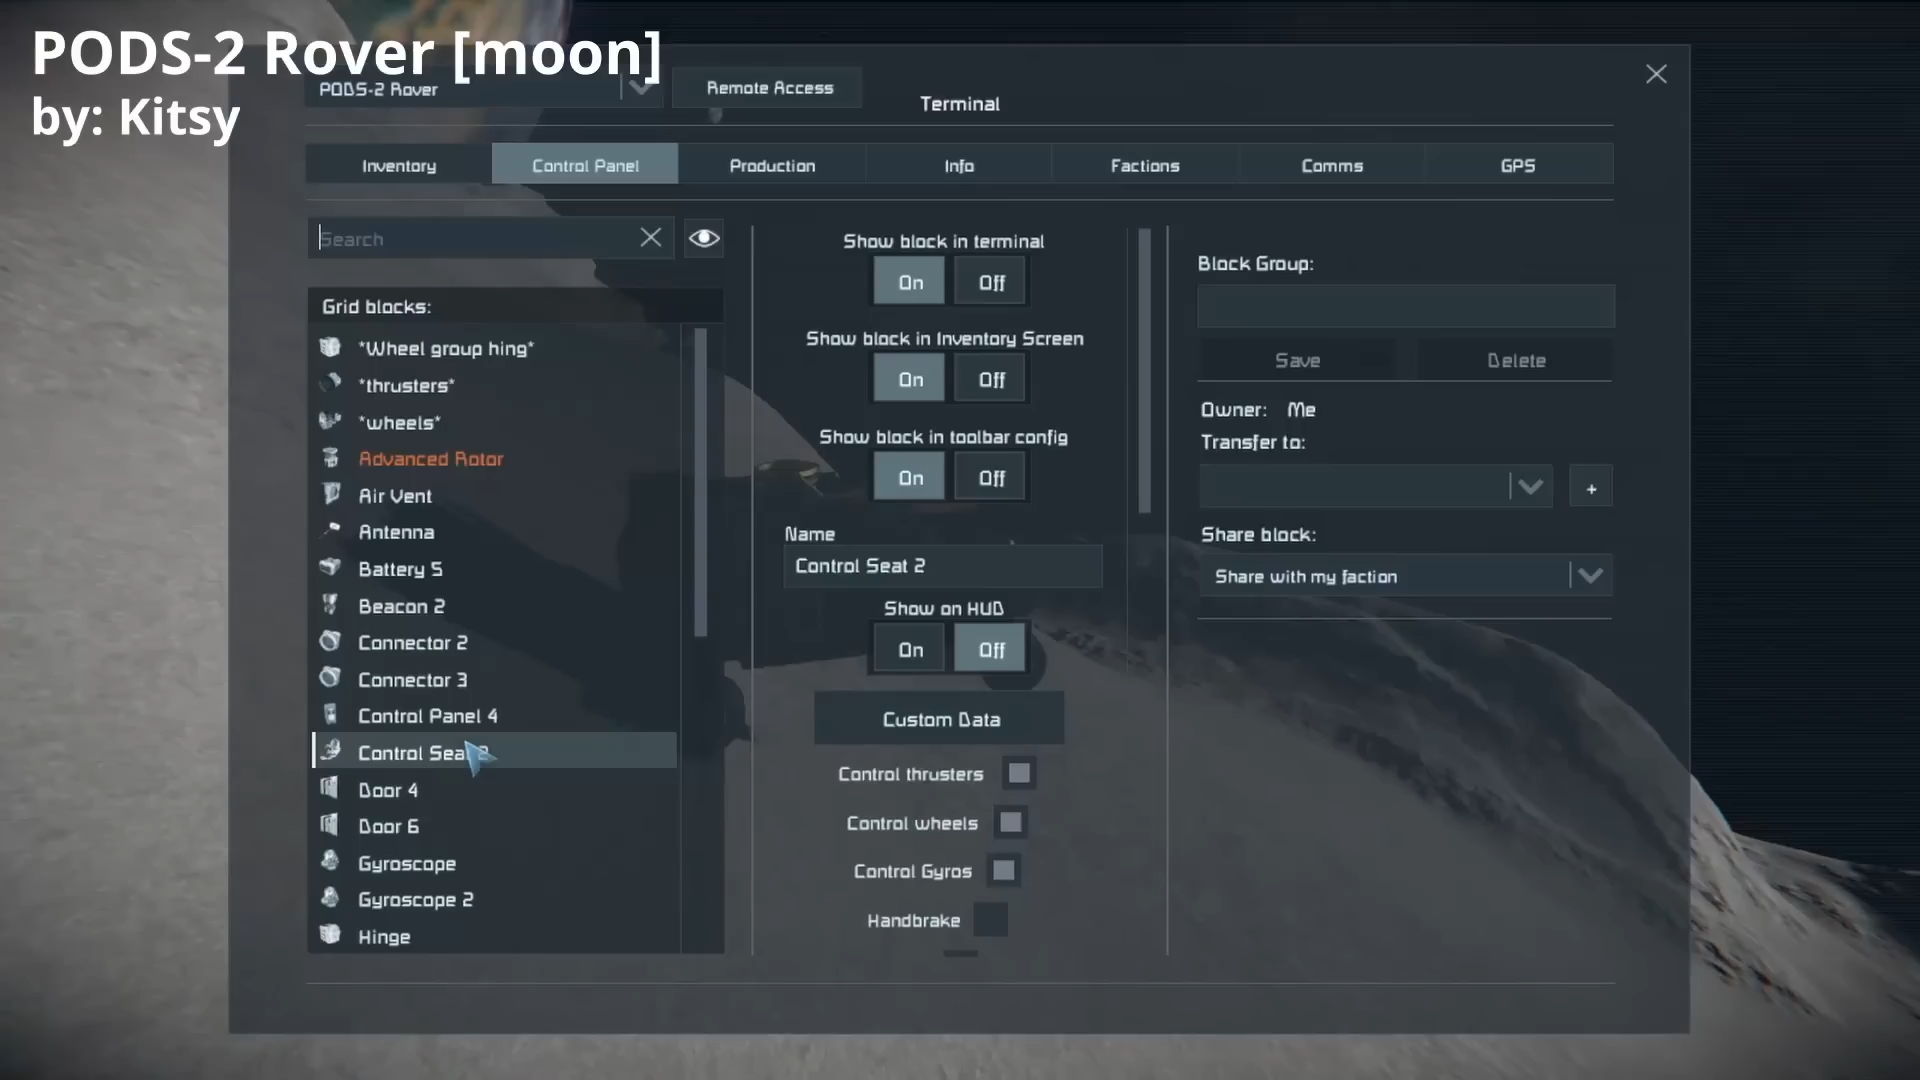 PODS-2 Rover [moon]
by: Kitsy
PODS-2 Rover
Remote Access
Terminal
Inventory
Control Panel
Production
Info
Factions
Comms
GPS
Search
Grid blocks:
*Wheel group hing*
*thrusters*
*wheels*
Advanced Rotor
Air Vent
Antenna
Battery 5
Beacon 2
Connector 2
Connector 3
Control Panel 4
Control Seat 2
Door 4
Door 6
Gyroscope
Gyroscope 2
Hinge
Show block in terminal
On Off
Show block in Inventory Screen
On Off
Show block in toolbar config
On Off
Name
Control Seat 2
Show on HUD
On Off
Custom Data
Control thrusters
Control wheels
Control Gyros
Handbrake
Block Group:
Save Delete
Owner: Me
Transfer to:
+
Share block:
Share with my faction